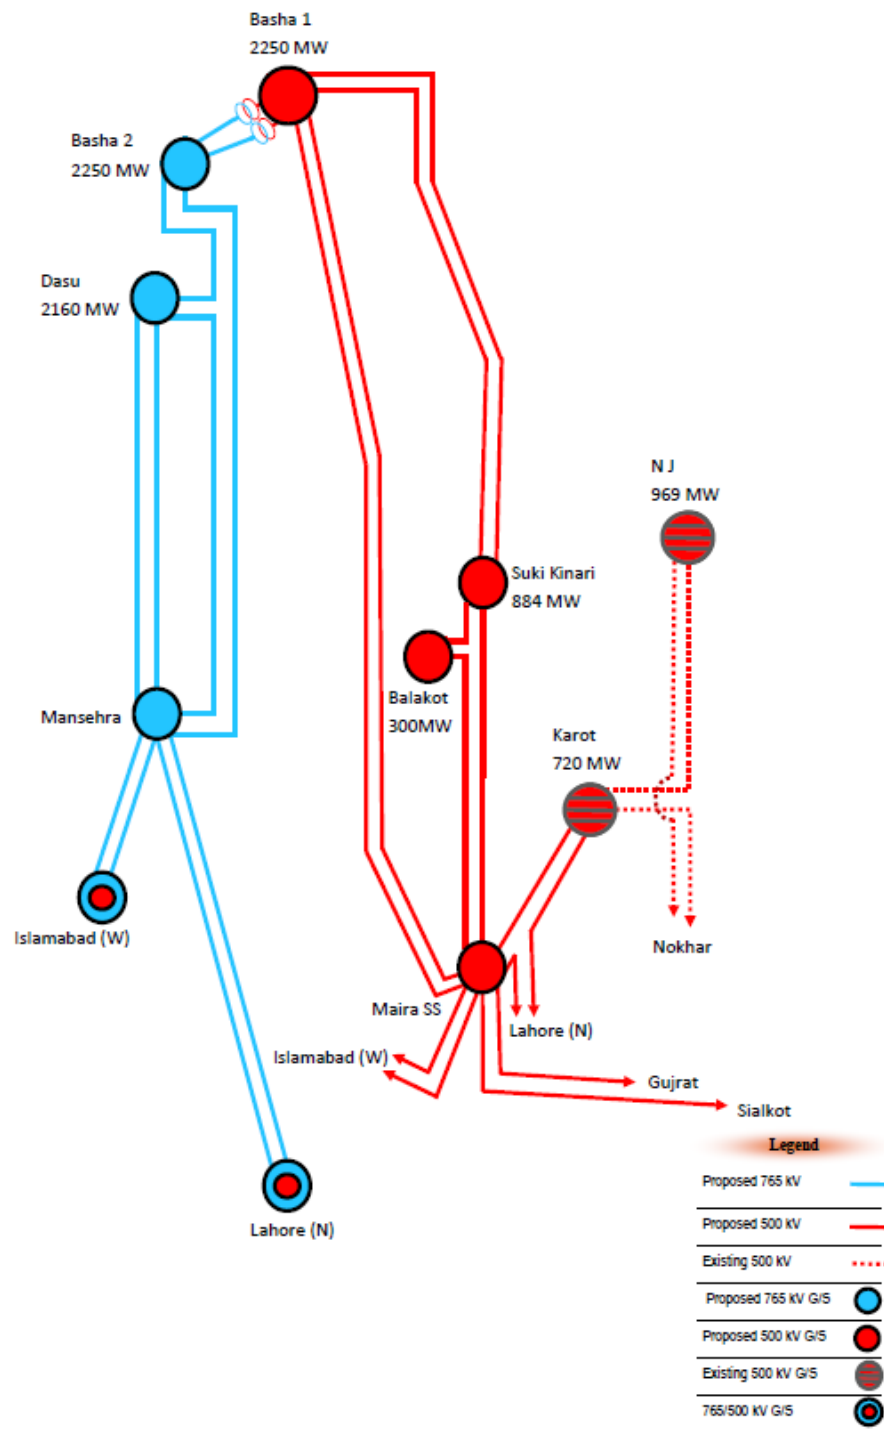 Basha 1
2250 MW
Basha 2
2250 MW
Dasu
2160 MW
N J
969 MW
Suki Kinari
884 MW
Balakot
300MW
Mansehra
Karot
720 MW
Islamabad (W)
Nokhar
Maira SS
Lahore (N)
Islamabad (W)
Gujrat
Sialkot
Lahore (N)
Legend
Proposed 765 kV
Proposed 500 kV
Existing 500 kV
Proposed 765 kV G/S
Proposed 500 kV G/S
Existing 500 kV G/S
765/500 kV G/S